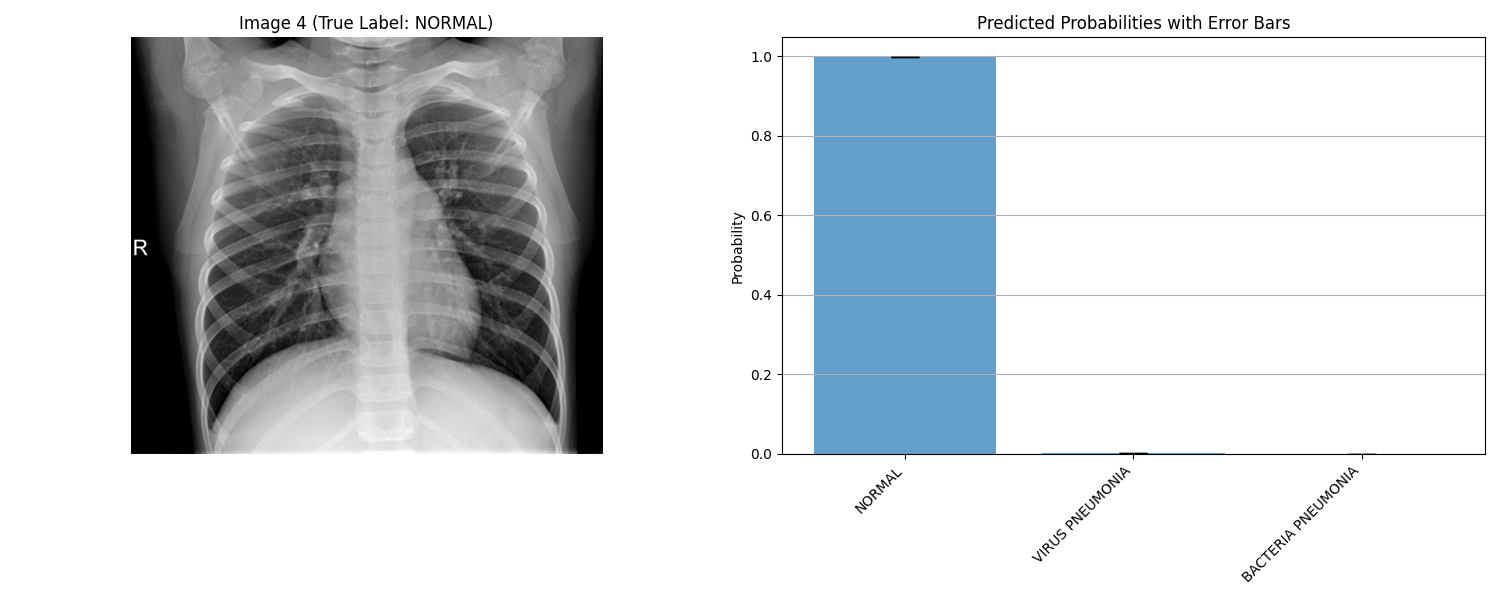 Image 4 (True Label: NORMAL)
R
Predicted Probabilities with Error Bars
Probability
1.0
0.8
0.6
0.4
0.2
0.0
NORMAL
VIRUS PNEUMONIA
BACTERIA PNEUMONIA